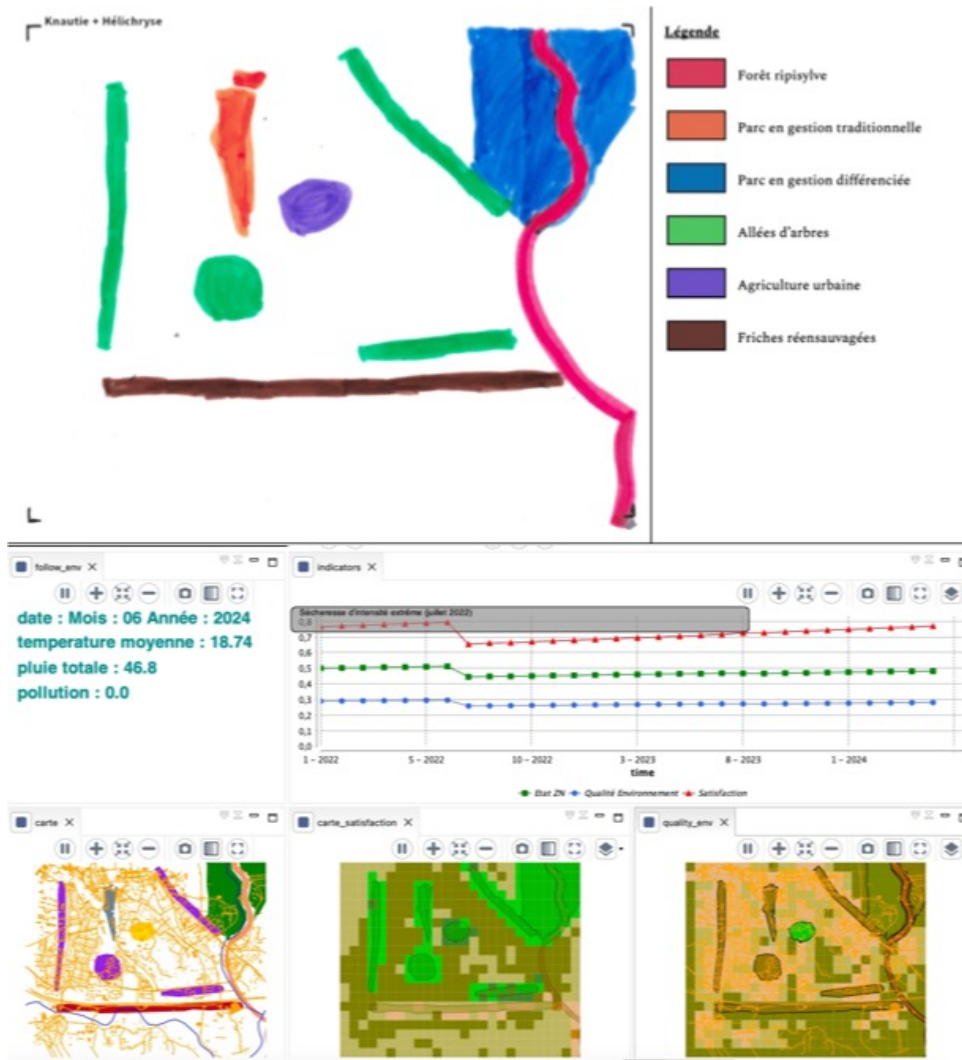 Knautie + Hélichryse
Légende
Forêt ripisylve
Parc en gestion traditionnelle
Parc en gestion différenciée
Allées d'arbres
Agriculture urbaine
Friches réensauvagées
follow_env
date : Mois : 06 Année : 2024
temperature moyenne : 18.74
pluie totale : 46.8
pollution : 0.0
indicators
Sécheresse d'intensité extrême (juillet 2022)
0,8
0,7
0,6
0,5
0,4
0,3
0,2
0,1
0,0
1 - 2022 5 - 2022 10 - 2022 3 - 2023 8 - 2023 1 - 2024
time
Etat ZN Qualité Environnement Satisfaction
carte
carte_satisfaction
quality_env